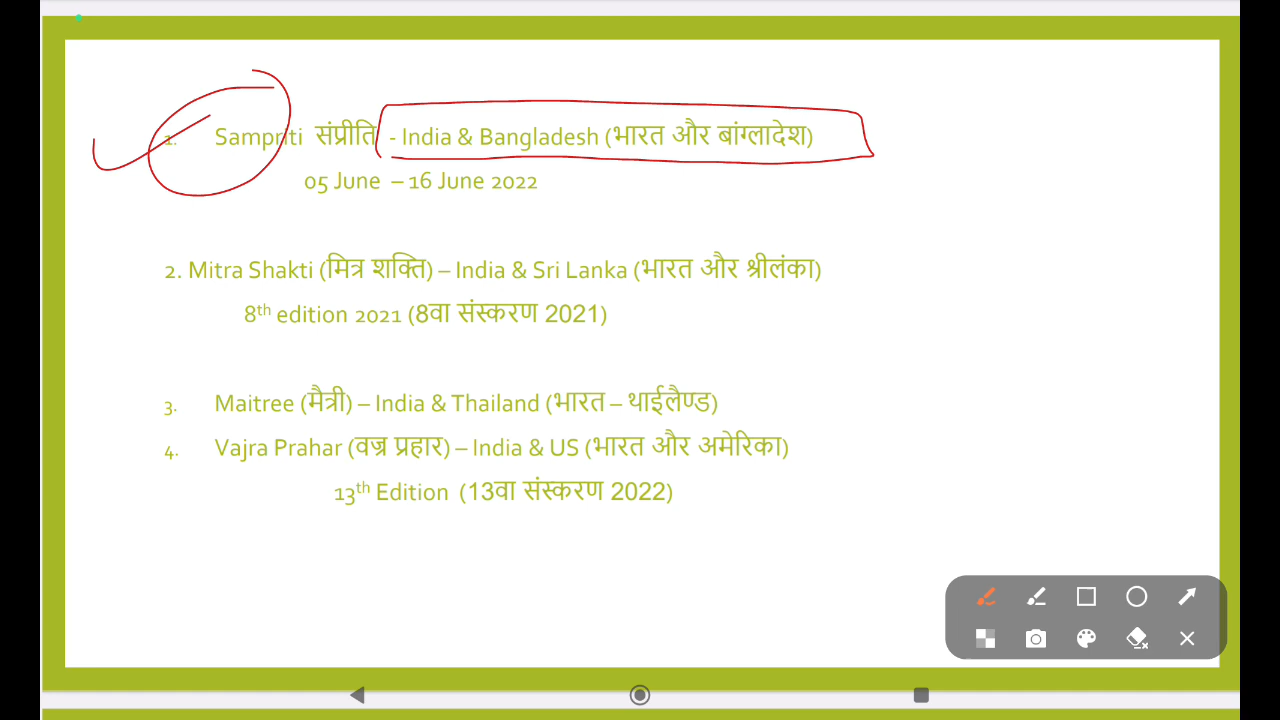 1. Sampriti संप्रीति - India & Bangladesh (भारत और बांग्लादेश)
05 June – 16 June 2022
2. Mitra Shakti (मित्र शक्ति) – India & Sri Lanka (भारत और श्रीलंका)
8th edition 2021 (8वा संस्करण 2021)
3. Maitree (मैत्री) – India & Thailand (भारत – थाईलैण्ड)
4. Vajra Prahar (वज्र प्रहार) – India & US (भारत और अमेरिका)
13th Edition (13वा संस्करण 2022)